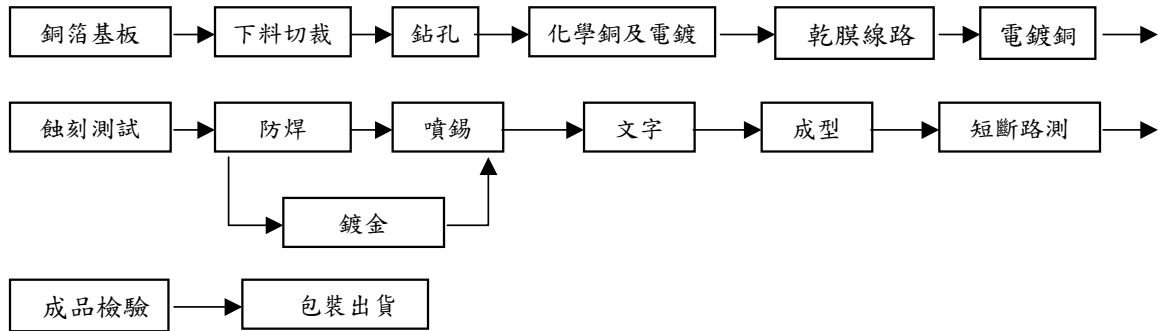 銅箔基板 下料切裁 鉆孔 化學銅及電鍍 乾膜線路 電鍍銅
蝕刻測試 防焊 噴錫 文字 成型 短斷路測
鍍金
成品檢驗 包裝出貨